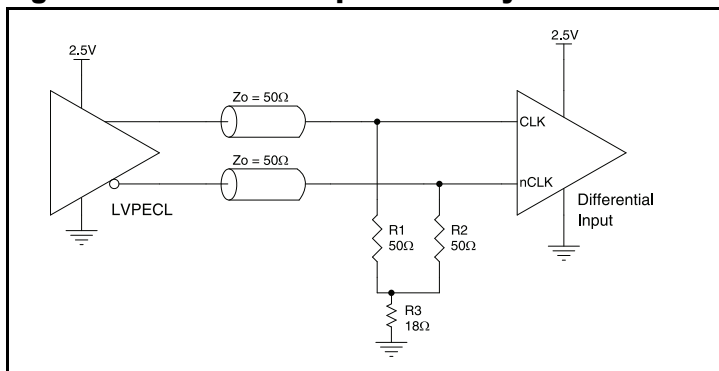 2.5V
2.5V
Zo = 50Ω
CLK
Zo = 50Ω
nCLK
LVPECL
Differential
Input
R1
50Ω
R2
50Ω
R3
18Ω